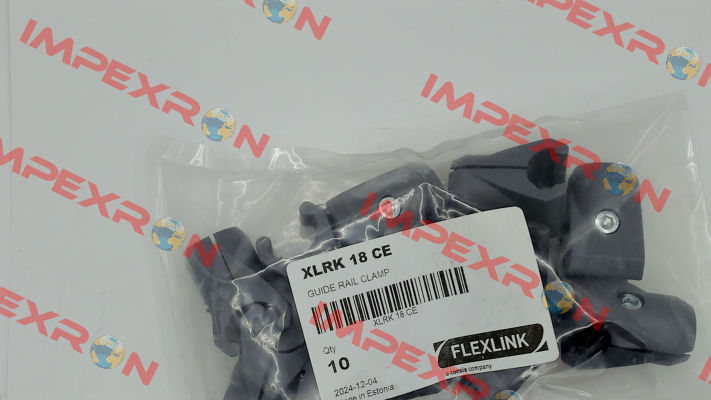 IMPEXRON
IMPEXRON
IMPEXRON
IMPEXRON
IMPEXRON
IMPEXRON
IMPEXRON
XLRK 18 CE
GUIDE RAIL CLAMP
XLRK 18 CE
Qty
10
FLEXLINK
a coesia company
2024-12-04
Made in Estonia